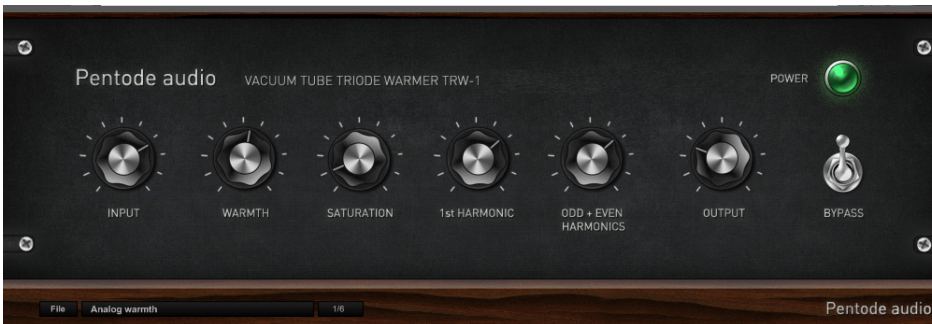 Pentode audio
VACUUM TUBE TRIODE WARMER TRW-1
POWER
INPUT
WARMTH
SATURATION
1st HARMONIC
ODD + EVEN
HARMONICS
OUTPUT
BYPASS
File
Analog warmth
1/6
Pentode audio